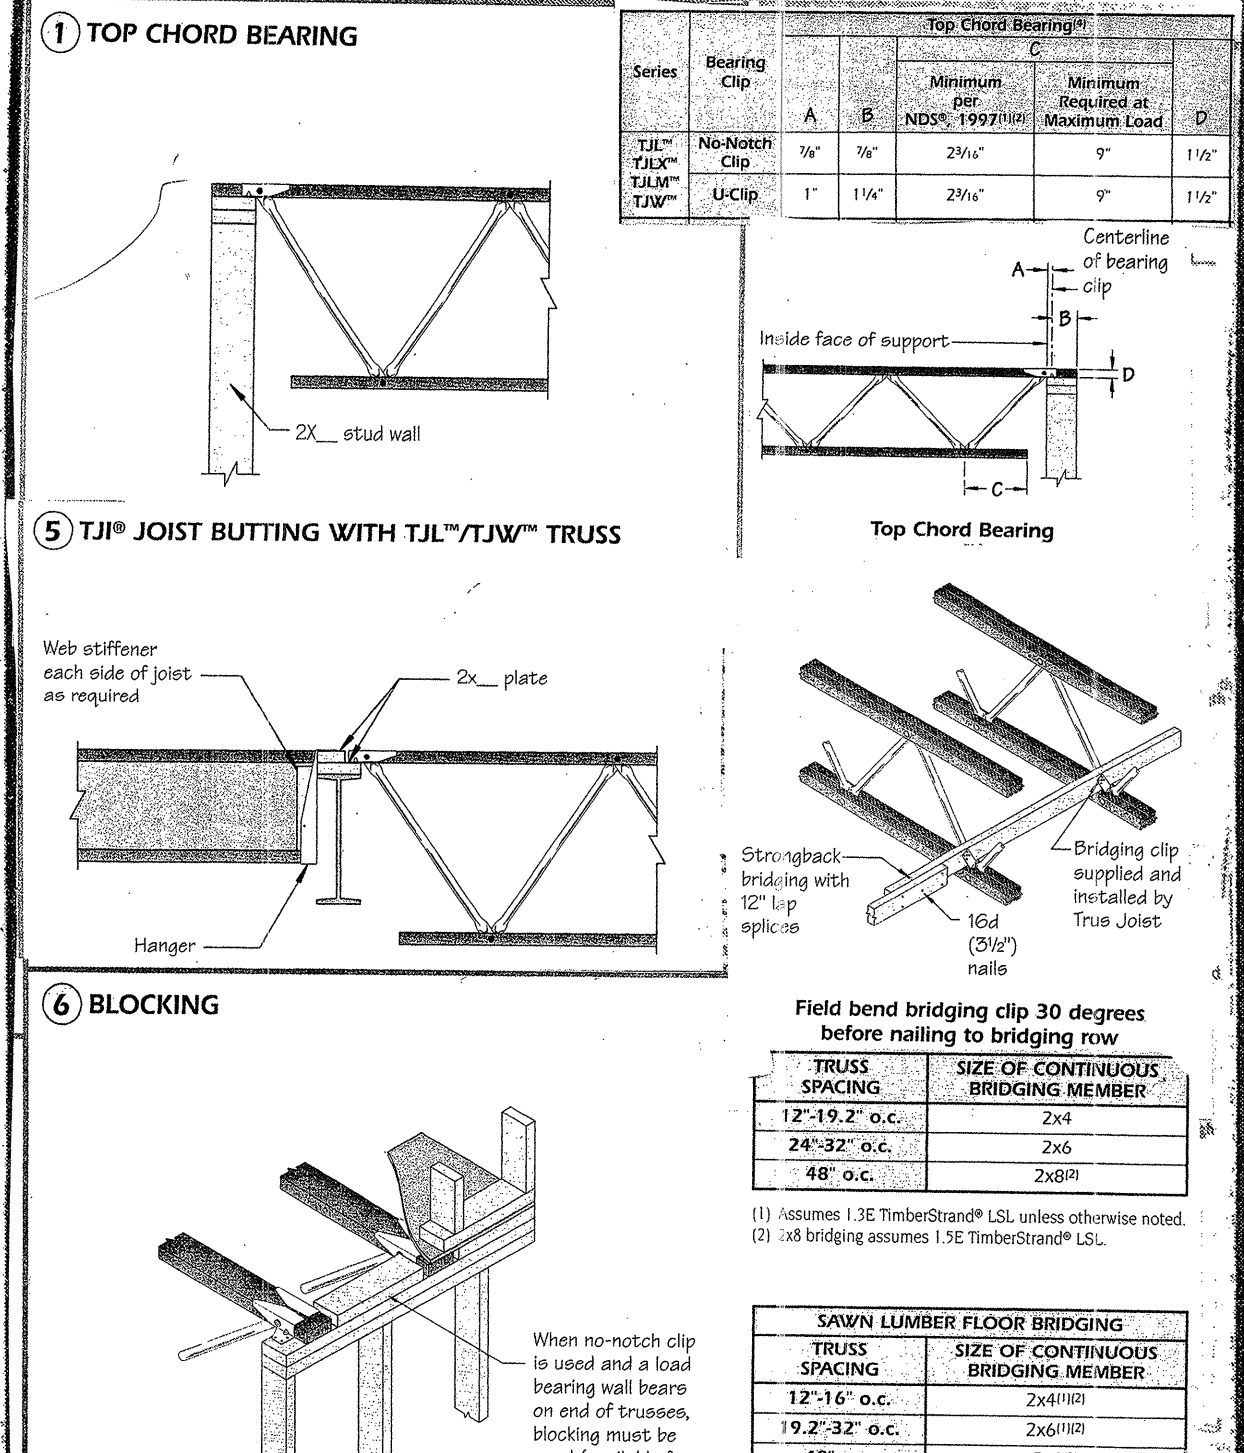 1 TOP CHORD BEARING
Top Chord Bearing(4)
Series
Bearing Clip
A
B
C
Minimum per NDS®, 1997(1)(2)
Minimum Required at Maximum Load
D
TJL™ TJLX™ TJLM™ TJW™
No-Notch Clip
7/8"
7/8"
2 3/16"
9"
1 1/2"
U-Clip
1"
1 1/4"
2 3/16"
9"
1 1/2"
2X__ stud wall
Centerline
of bearing
clip
A
B
Inside face of support
D
C
Top Chord Bearing
5 TJI® JOIST BUTTING WITH TJL™/TJW™ TRUSS
Web stiffener
each side of joist
as required
2x__ plate
Hanger
Strongback
bridging with
12" lap
splices
16d
(3 1/2")
nails
Bridging clip
supplied and
installed by
Trus Joist
Field bend bridging clip 30 degrees
before nailing to bridging row
TRUSS SPACING
SIZE OF CONTINUOUS BRIDGING MEMBER
12"-19.2" o.c.
2x4
24"-32" o.c.
2x6
48" o.c.
2x8(2)
(1) Assumes 1.3E TimberStrand® LSL unless otherwise noted.
(2) 2x8 bridging assumes 1.5E TimberStrand® LSL.
6 BLOCKING
When no-notch clip
is used and a load
bearing wall bears
on end of trusses,
blocking must be
SAWN LUMBER FLOOR BRIDGING
TRUSS SPACING
SIZE OF CONTINUOUS BRIDGING MEMBER
12"-16" o.c.
2x4(1)(2)
19.2"-32" o.c.
2x6(1)(2)